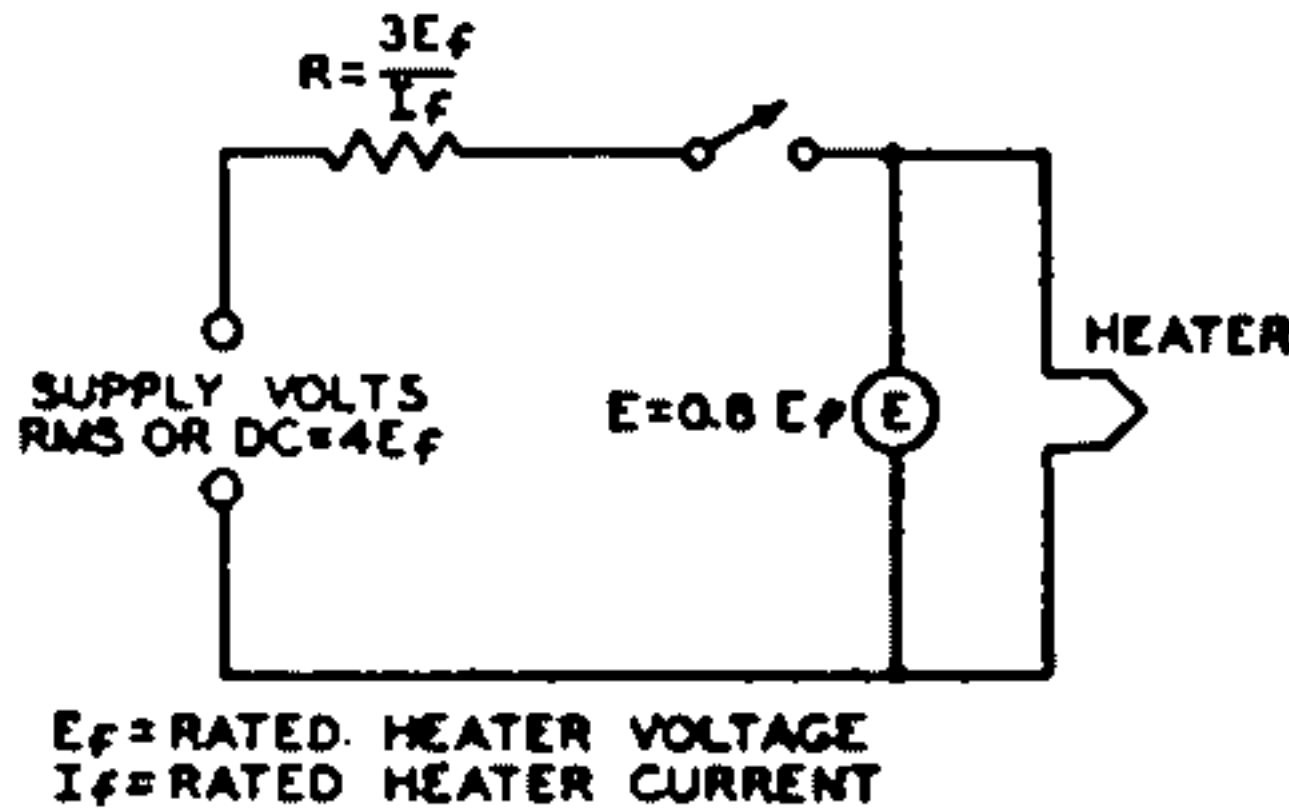 R = 3Ef
If
HEATER
SUPPLY VOLTS
E = 0.8 Ef E
RMS OR DC = 4Ef
Ef = RATED. HEATER VOLTAGE
If = RATED HEATER CURRENT